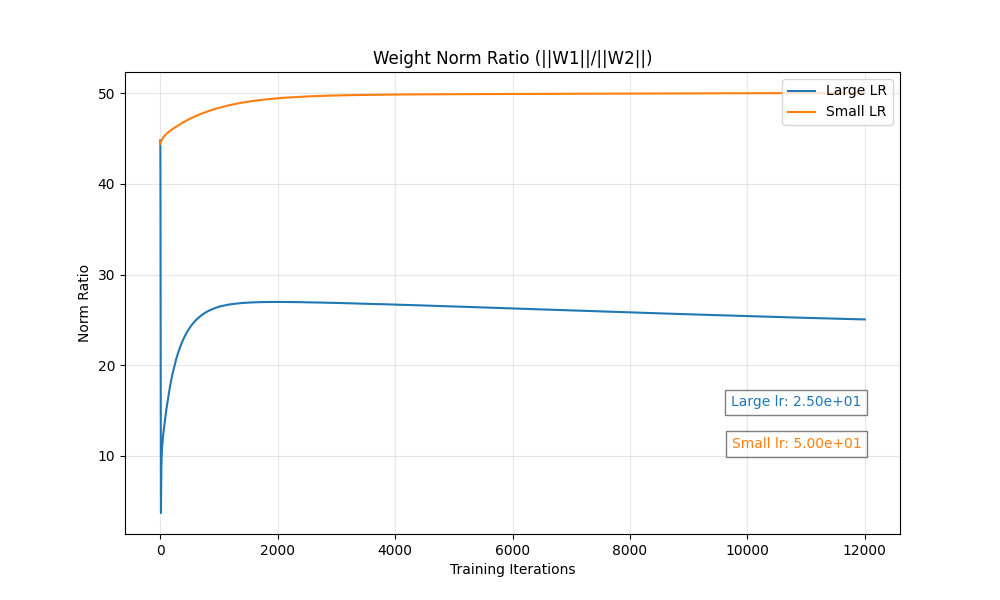 Weight Norm Ratio (||W1||/||W2||)
Large LR
Small LR
50
40
30
20
10
Norm Ratio
Large lr: 2.50e+01
Small lr: 5.00e+01
0
2000
4000
6000
8000
10000
12000
Training Iterations